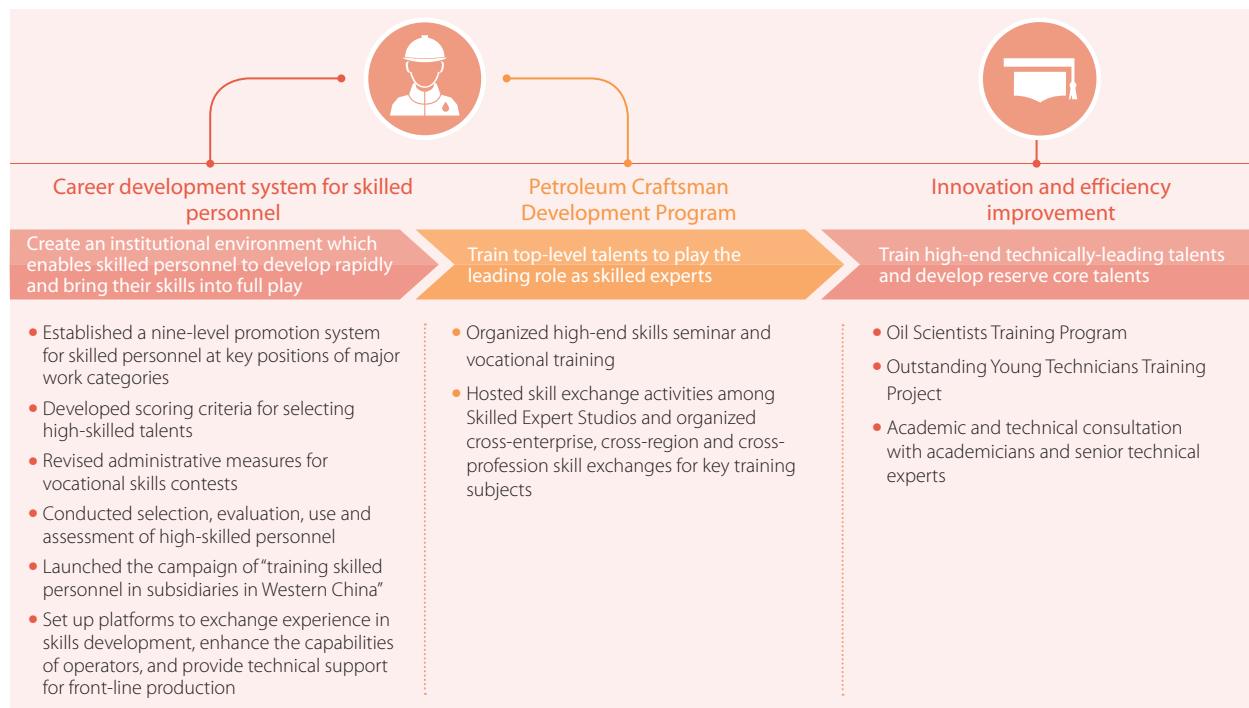 Career development system for skilled
personnel
Create an institutional environment which
enables skilled personnel to develop rapidly
and bring their skills into full play
• Established a nine-level promotion system
for skilled personnel at key positions of major
work categories
• Developed scoring criteria for selecting
high-skilled talents
• Revised administrative measures for
vocational skills contests
• Conducted selection, evaluation, use and
assessment of high-skilled personnel
• Launched the campaign of “training skilled
personnel in subsidiaries in Western China”
• Set up platforms to exchange experience in
skills development, enhance the capabilities
of operators, and provide technical support
for front-line production
Petroleum Craftsman
Development Program
Train top-level talents to play the
leading role as skilled experts
• Organized high-end skills seminar and
vocational training
• Hosted skill exchange activities among
Skilled Expert Studios and organized
cross-enterprise, cross-region and cross-
profession skill exchanges for key training
subjects
Innovation and efficiency
improvement
Train high-end technically-leading talents
and develop reserve core talents
• Oil Scientists Training Program
• Outstanding Young Technicians Training
Project
• Academic and technical consultation
with academicians and senior technical
experts